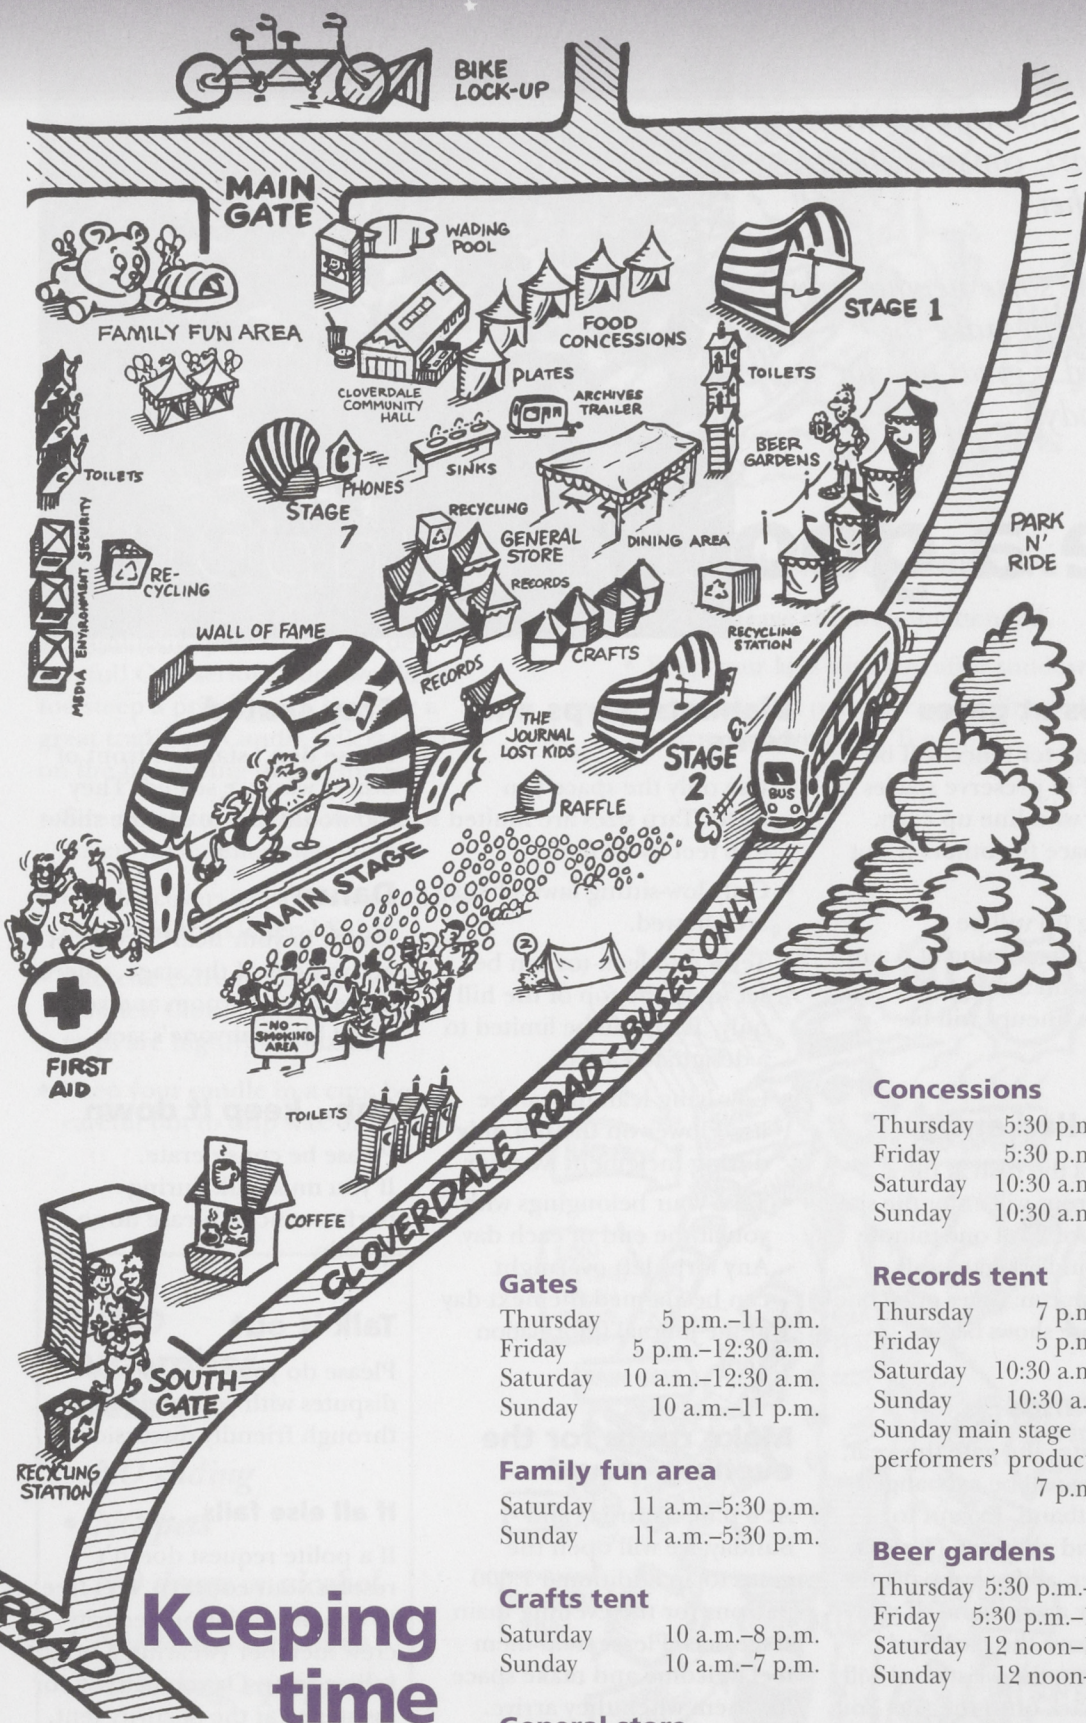 BIKE
LOCK-UP
MAIN
GATE
WADING
POOL
FAMILY FUN AREA
STAGE 1
FOOD
CONCESSIONS
CLOVERDALE
COMMUNITY
HALL
PLATES
TOILETS
ARCHIVES
TRAILER
BEER
GARDENS
TOILETS
SINKS
PHONES
STAGE
7
RECYCLING
GENERAL
STORE
DINING AREA
PARK
N'
RIDE
MEDIA ENVIRONMENT SECURITY
RE-
CYCLING
RECORDS
WALL OF FAME
CRAFTS
RECYCLING
STATION
RECORDS
THE
JOURNAL
LOST KIDS
STAGE
2
BUS
RAFFLE
MAIN STAGE
2
NO
SMOKING
AREA
FIRST
AID
TOILETS
COFFEE
CLOVERDALE ROAD - BUSES ONLY
SOUTH
GATE
RECYCLING
STATION
ROAD
Keeping
time
Gates
Thursday 5 p.m.–11 p.m.
Friday 5 p.m.–12:30 a.m.
Saturday 10 a.m.–12:30 a.m.
Sunday 10 a.m.–11 p.m.
Family fun area
Saturday 11 a.m.–5:30 p.m.
Sunday 11 a.m.–5:30 p.m.
Crafts tent
Saturday 10 a.m.–8 p.m.
Sunday 10 a.m.–7 p.m.
General store
Concessions
Thursday 5:30 p.m
Friday 5:30 p.m
Saturday 10:30 a.m
Sunday 10:30 a.m
Records tent
Thursday 7 p.m
Friday 5 p.m
Saturday 10:30 a.m
Sunday 10:30 a.
Sunday main stage
performers' produc
7 p.m
Beer gardens
Thursday 5:30 p.m.–
Friday 5:30 p.m.–
Saturday 12 noon–
Sunday 12 noon–